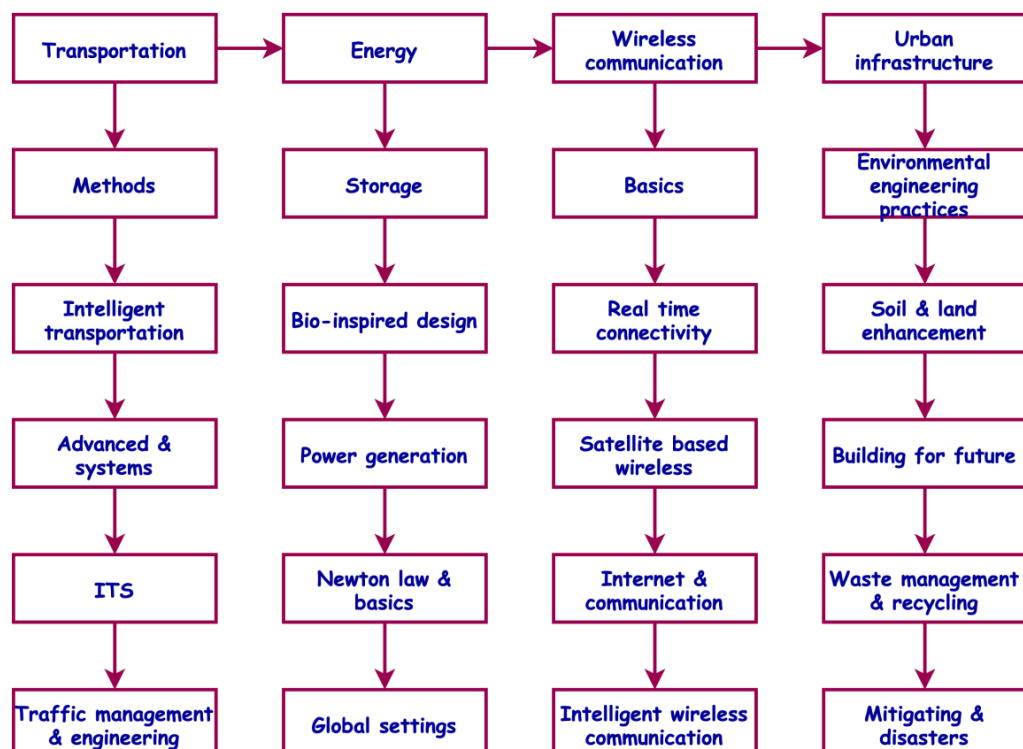 Transportation
Energy
Wireless
communication
Urban
infrastructure
Methods
Storage
Basics
Environmental
engineering
practices
Intelligent
transportation
Bio-inspired design
Real time
connectivity
Soil & land
enhancement
Advanced &
systems
Power generation
Satellite based
wireless
Building for future
ITS
Newton law &
basics
Internet &
communication
Waste management
& recycling
Traffic management
& engineering
Global settings
Intelligent wireless
communication
Mitigating &
disasters